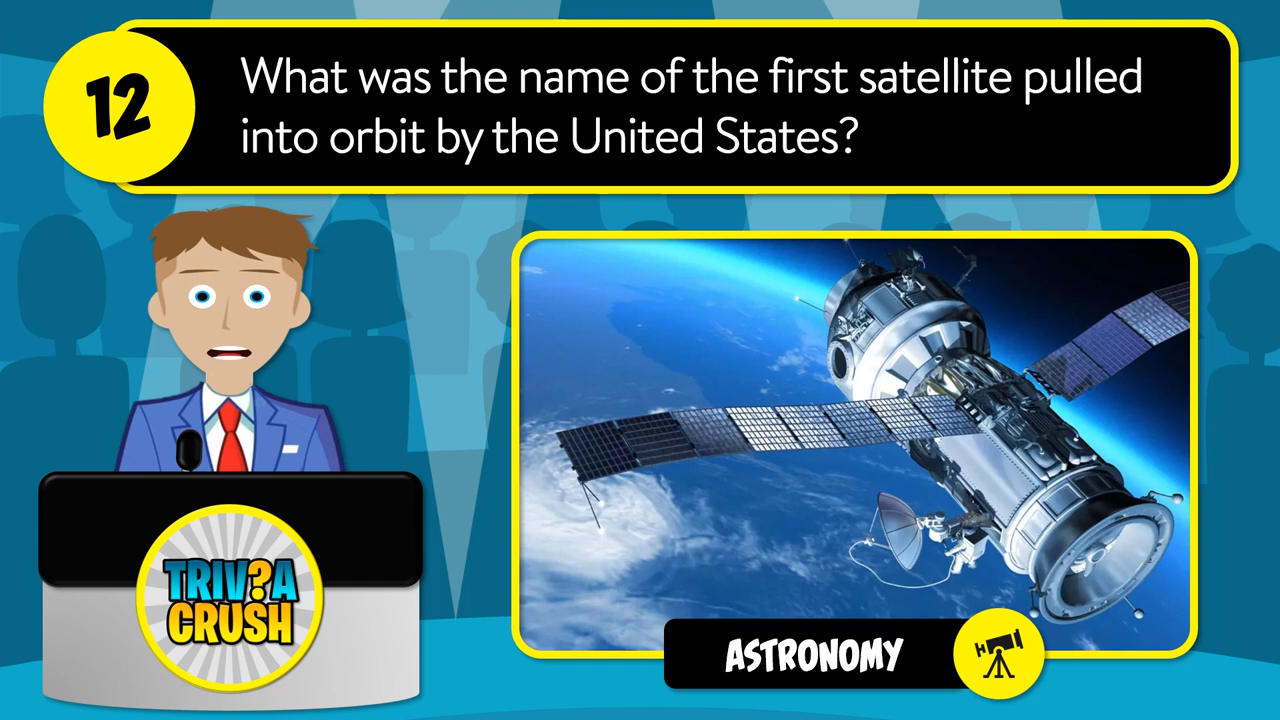 12
What was the name of the first satellite pulled
into orbit by the United States?
TRIV?A
CRUSH
ASTRONOMY